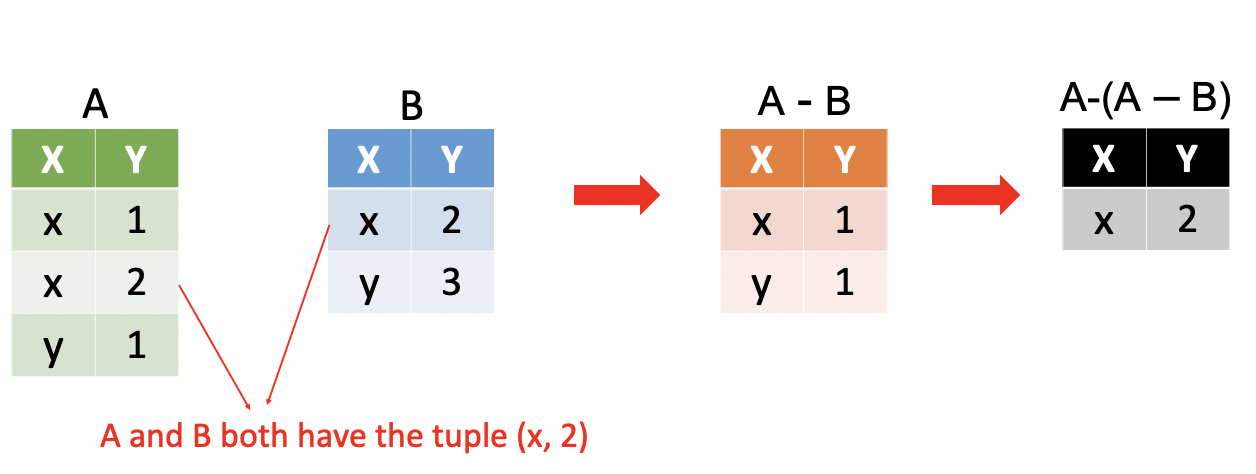 A
X Y
x 1
x 2
y 1
B
X Y
x 2
y 3
A - B
X Y
x 1
y 1
A-(A – B)
X Y
x 2
A and B both have the tuple (x, 2)